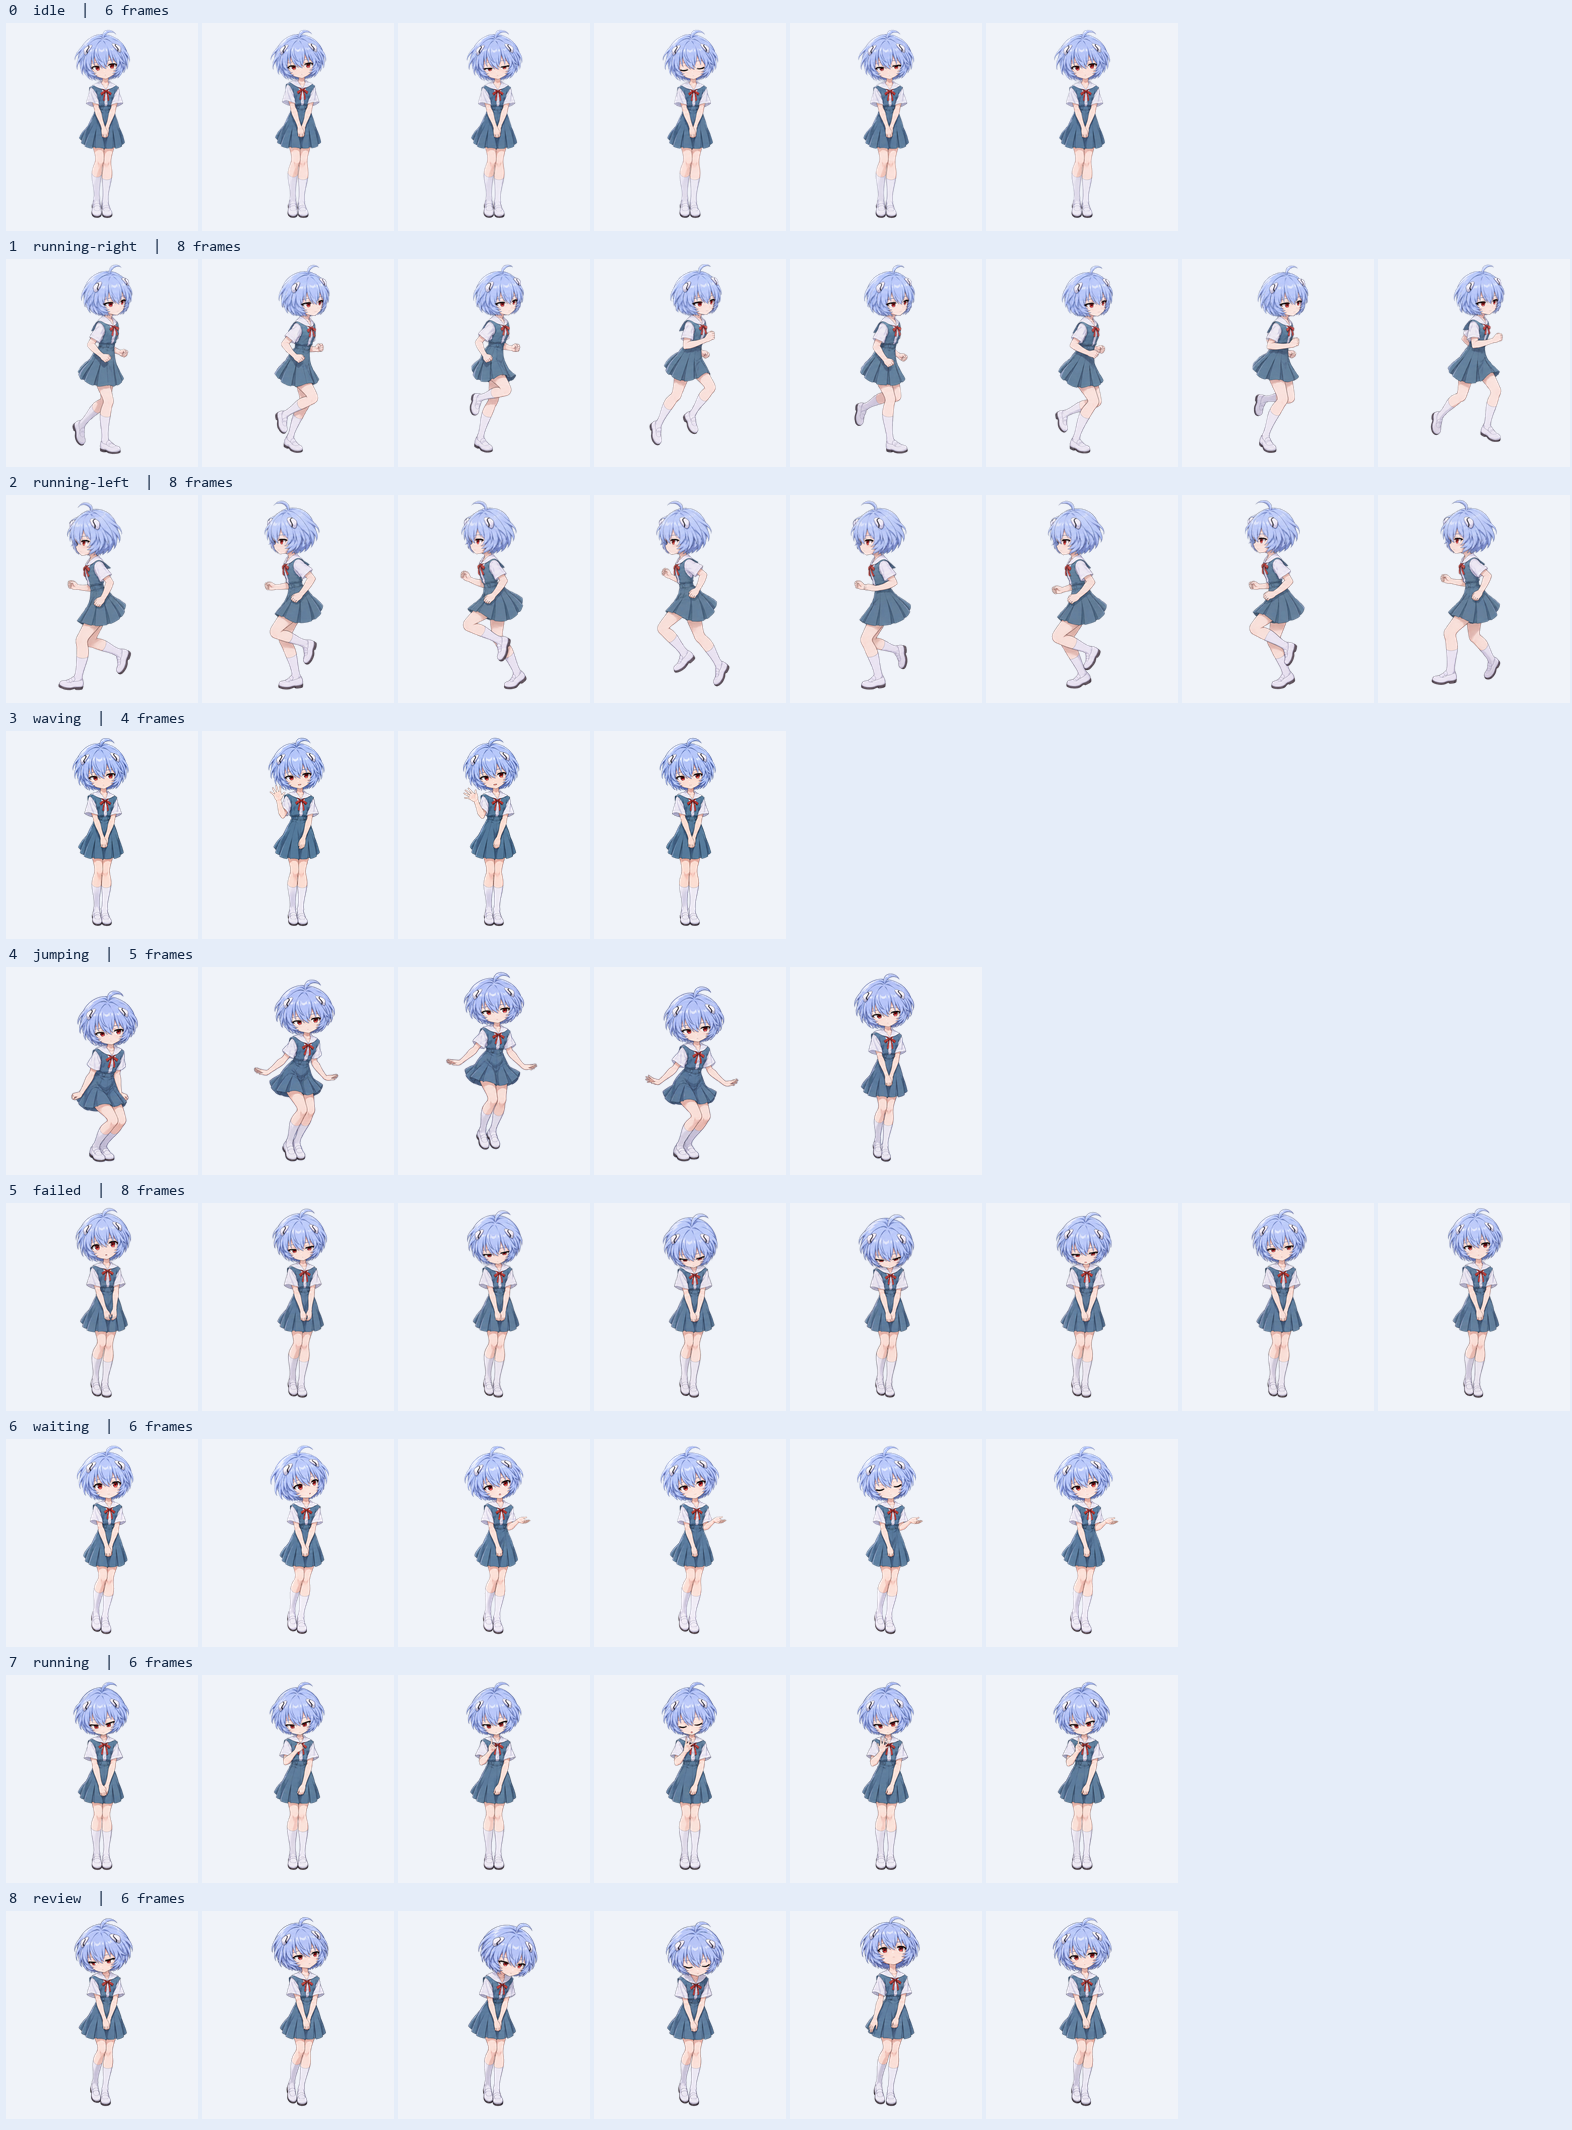 0  idle  |  6 frames
1  running-right  |  8 frames
2  running-left  |  8 frames
3  waving  |  4 frames
4  jumping  |  5 frames
5  failed  |  8 frames
6  waiting  |  6 frames
7  running  |  6 frames
8  review  |  6 frames